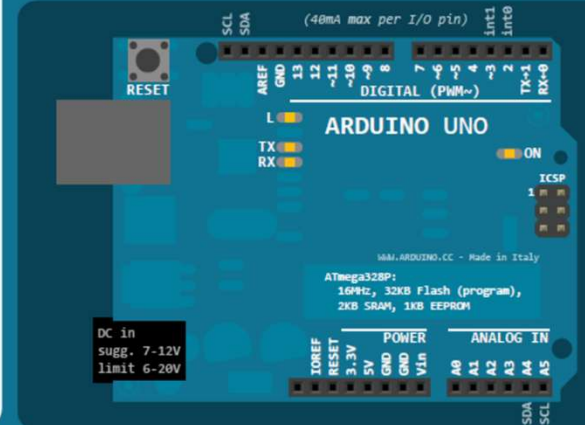 SCL
SDA
(40mA max per I/O pin)
int1
int0
RESET
AREF
GND
13
12
~11
~10
~9
8
7
~6
~5
4
~3
2
TX→1
RX←0
DIGITAL (PWM~)
L
ARDUINO UNO
TX
RX
ON
ICSP
1
WWW.ARDUINO.CC - Made in Italy
ATmega328P:
16MHz, 32KB Flash (program),
2KB SRAM, 1KB EEPROM
DC in
sugg. 7-12V
limit 6-20V
POWER
ANALOG IN
IOREF
RESET
3.3V
5V
GND
GND
Vin
A0
A1
A2
A3
A4
A5
SDA
SCL